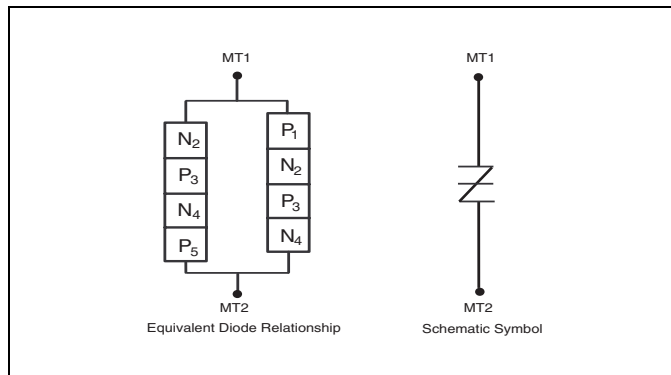 MT1
N2
P3
N4
P5
P1
N2
P3
N4
MT2
Equivalent Diode Relationship
MT1
MT2
Schematic Symbol